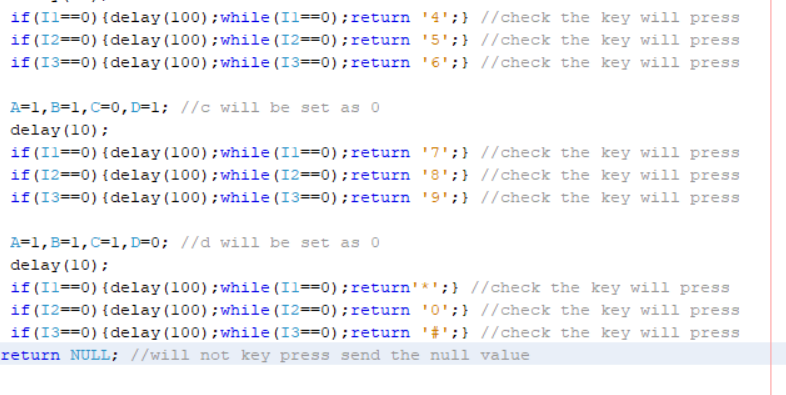 if(I1==0){delay(100);while(I1==0);return '4';} //check the key will press
if(I2==0){delay(100);while(I2==0);return '5';} //check the key will press
if(I3==0){delay(100);while(I3==0);return '6';} //check the key will press
A=1,B=1,C=0,D=1; //c will be set as 0
delay(10);
if(I1==0){delay(100);while(I1==0);return '7';} //check the key will press
if(I2==0){delay(100);while(I2==0);return '8';} //check the key will press
if(I3==0){delay(100);while(I3==0);return '9';} //check the key will press
A=1,B=1,C=1,D=0; //d will be set as 0
delay(10);
if(I1==0){delay(100);while(I1==0);return'*';} //check the key will press
if(I2==0){delay(100);while(I2==0);return '0';} //check the key will press
if(I3==0){delay(100);while(I3==0);return '#';} //check the key will press
return NULL; //will not key press send the null value